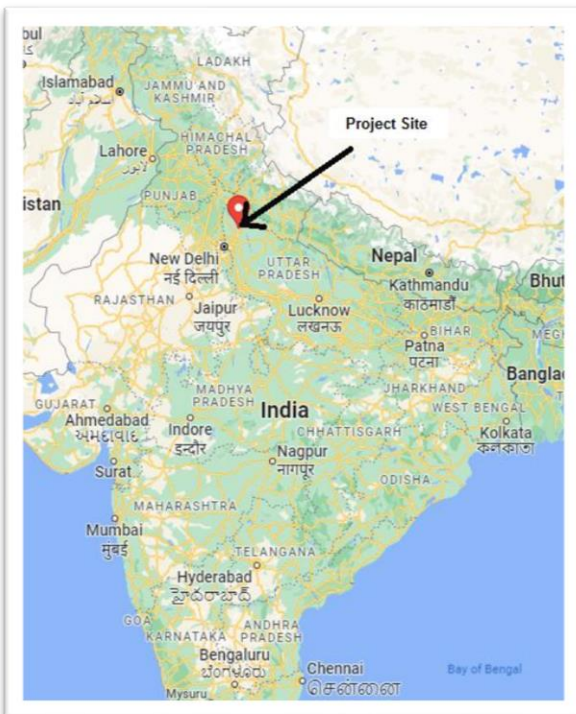 bul
LADAKH
Islamabad
اسلام آباد
JAMMU AND
KASHMIR
Project Site
HIMACHAL
PRADESH
Lahore
لاہور
istan
PUNJAB
New Delhi
नई दिल्ली
UTTAR
PRADESH
Nepal
Kathmandu
काठमाडौं
Bhut
RAJASTHAN
Jaipur
जयपुर
Lucknow
लखनऊ
BIHAR
Patna
पटना
MEGH
Banglad
MADHYA
PRADESH
JHARKHAND
GUJARAT
Ahmedabad
અમદાવાદ
India
WEST BENGAL
Indore
इन्दौर
CHHATTISGARH
Kolkata
কলকাতা
Surat
Nagpur
नागपूर
ODISHA
MAHARASHTRA
Mumbai
मुंबई
TELANGANA
Hyderabad
హైదరాబాద్
GOA
KARNATAKA
ANDHRA
PRADESH
Bengaluru
ಬೆಂಗಳೂರು
Chennai
சென்னை
Bay of Bengal
Mysuru